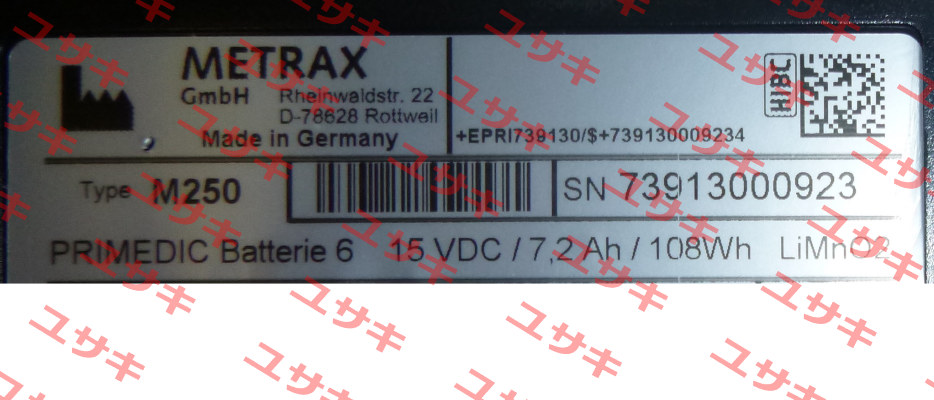 METRAX
GmbH Rheinwaldstr. 22
D-78628 Rottweil
Made in Germany
HIBC
+EPRI739130/$+739130009234
Type M250
SN 73913000923
PRIMEDIC Batterie 6 15 VDC / 7,2 Ah / 108Wh LiMnO2
ユサキ